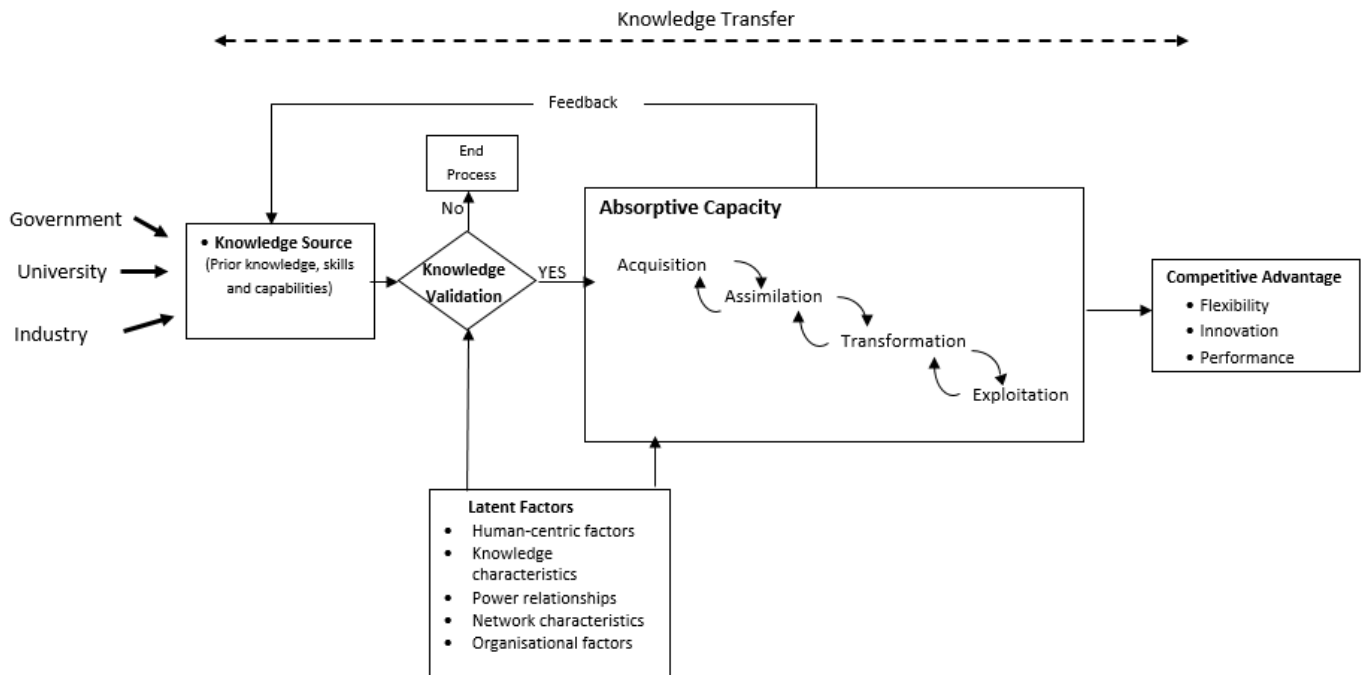 Knowledge Transfer
Feedback
End
Process
No
Government
University
Industry
• Knowledge Source
(Prior knowledge, skills
and capabilities)
Knowledge
Validation
YES
Absorptive Capacity
Acquisition
Assimilation
Transformation
Exploitation
Competitive Advantage
• Flexibility
• Innovation
• Performance
Latent Factors
• Human-centric factors
• Knowledge
characteristics
• Power relationships
• Network characteristics
• Organisational factors